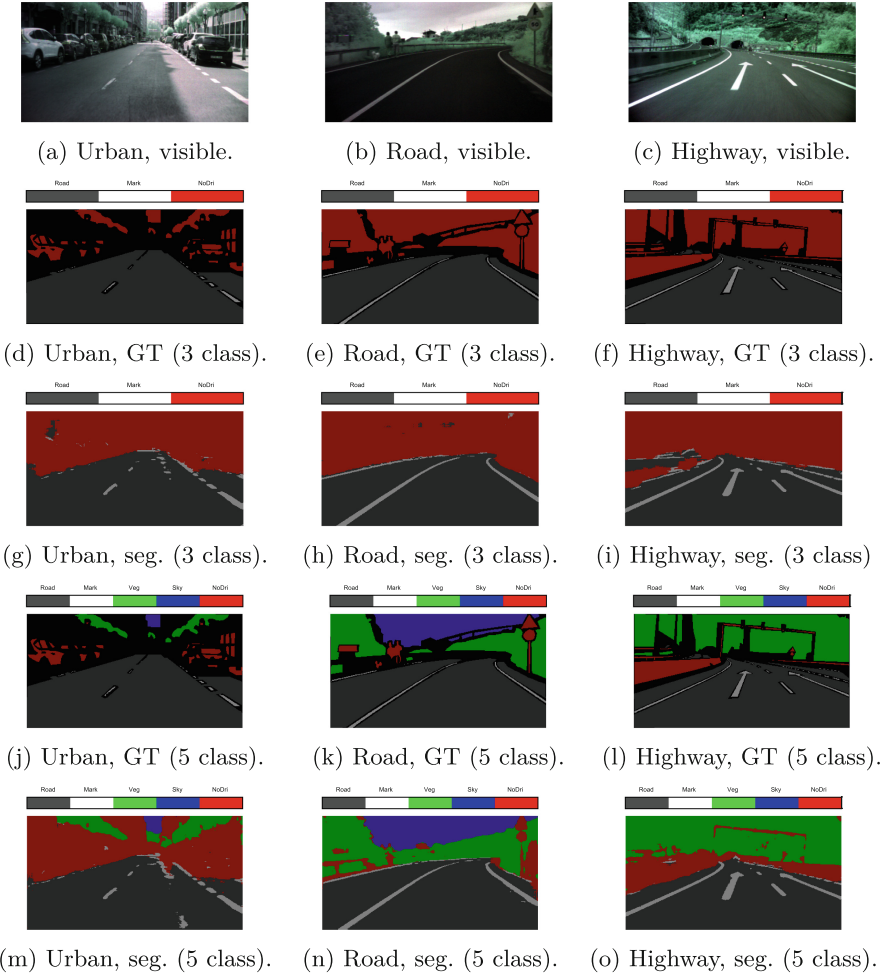 (a) Urban, visible.
(b) Road, visible.
(c) Highway, visible.
Road Mark NoDri
Road Mark NoDri
Road Mark NoDri
(d) Urban, GT (3 class).
(e) Road, GT (3 class).
(f) Highway, GT (3 class).
Road Mark NoDri
Road Mark NoDri
Road Mark NoDri
(g) Urban, seg. (3 class).
(h) Road, seg. (3 class).
(i) Highway, seg. (3 class)
Road Mark Veg Sky NoDri
Road Mark Veg Sky NoDri
Road Mark Veg Sky NoDri
(j) Urban, GT (5 class).
(k) Road, GT (5 class).
(l) Highway, GT (5 class).
Road Mark Veg Sky NoDri
Road Mark Veg Sky NoDri
Road Mark Veg Sky NoDri
(m) Urban, seg. (5 class).
(n) Road, seg. (5 class).
(o) Highway, seg. (5 class).